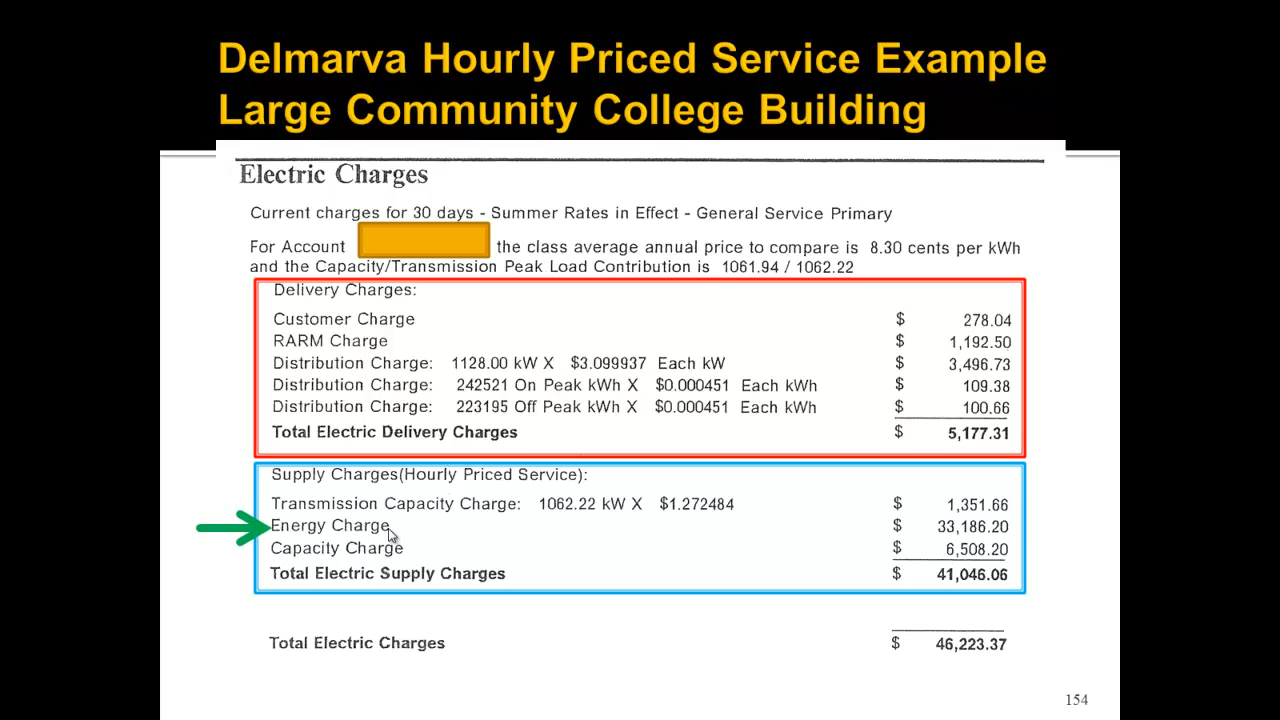 Delmarva Hourly Priced Service Example
Large Community College Building
Electric Charges
Current charges for 30 days - Summer Rates in Effect - General Service Primary
For Account the class average annual price to compare is 8.30 cents per kWh
and the Capacity/Transmission Peak Load Contribution is 1061.94 / 1062.22
Delivery Charges:
Customer Charge $ 278.04
RARM Charge $ 1,192.50
Distribution Charge: 1128.00 kW X $3.099937 Each kW $ 3,496.73
Distribution Charge: 242521 On Peak kWh X $0.000451 Each kWh $ 109.38
Distribution Charge: 223195 Off Peak kWh X $0.000451 Each kWh $ 100.66
Total Electric Delivery Charges $ 5,177.31
Supply Charges(Hourly Priced Service):
Transmission Capacity Charge: 1062.22 kW X $1.272484 $ 1,351.66
Energy Charge $ 33,186.20
Capacity Charge $ 6,508.20
Total Electric Supply Charges $ 41,046.06
Total Electric Charges $ 46,223.37
154